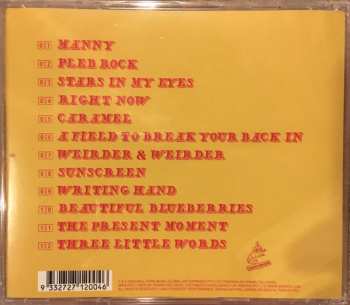 01 MANNY
02 PLEB ROCK
03 STARS IN MY EYES
04 RIGHT NOW
05 CARAMEL
06 A FIELD TO BREAK YOUR BACK IN
07 WEIRDER & WEIRDER
08 SUNSCREEN
09 WRITING HAND
10 BEAUTIFUL BLUEBERRIES
11 THE PRESENT MOMENT
12 THREE LITTLE WORDS
9 332727 120046